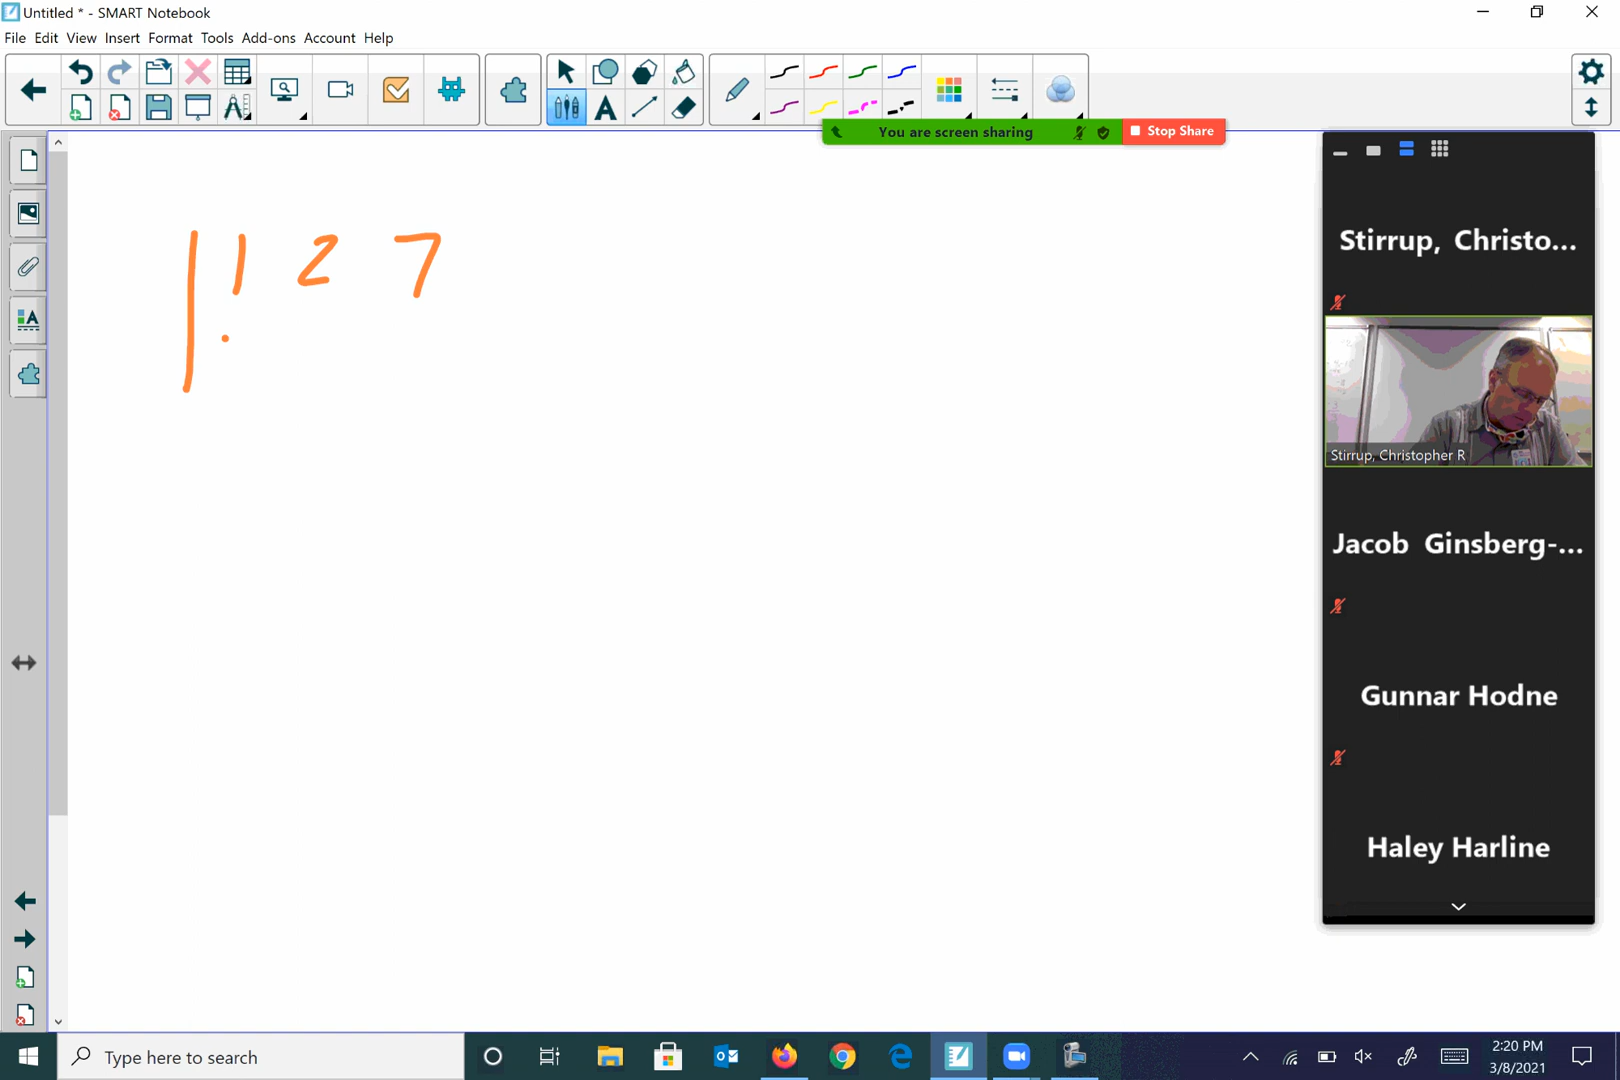 Untitled * - SMART Notebook
File Edit View Insert Format Tools Add-ons Account Help
You are screen sharing
Stop Share
1 2 7
Stirrup, Christo...
Stirrup, Christopher R
Jacob Ginsberg-...
Gunnar Hodne
Haley Harline
Type here to search
2:20 PM
3/8/2021